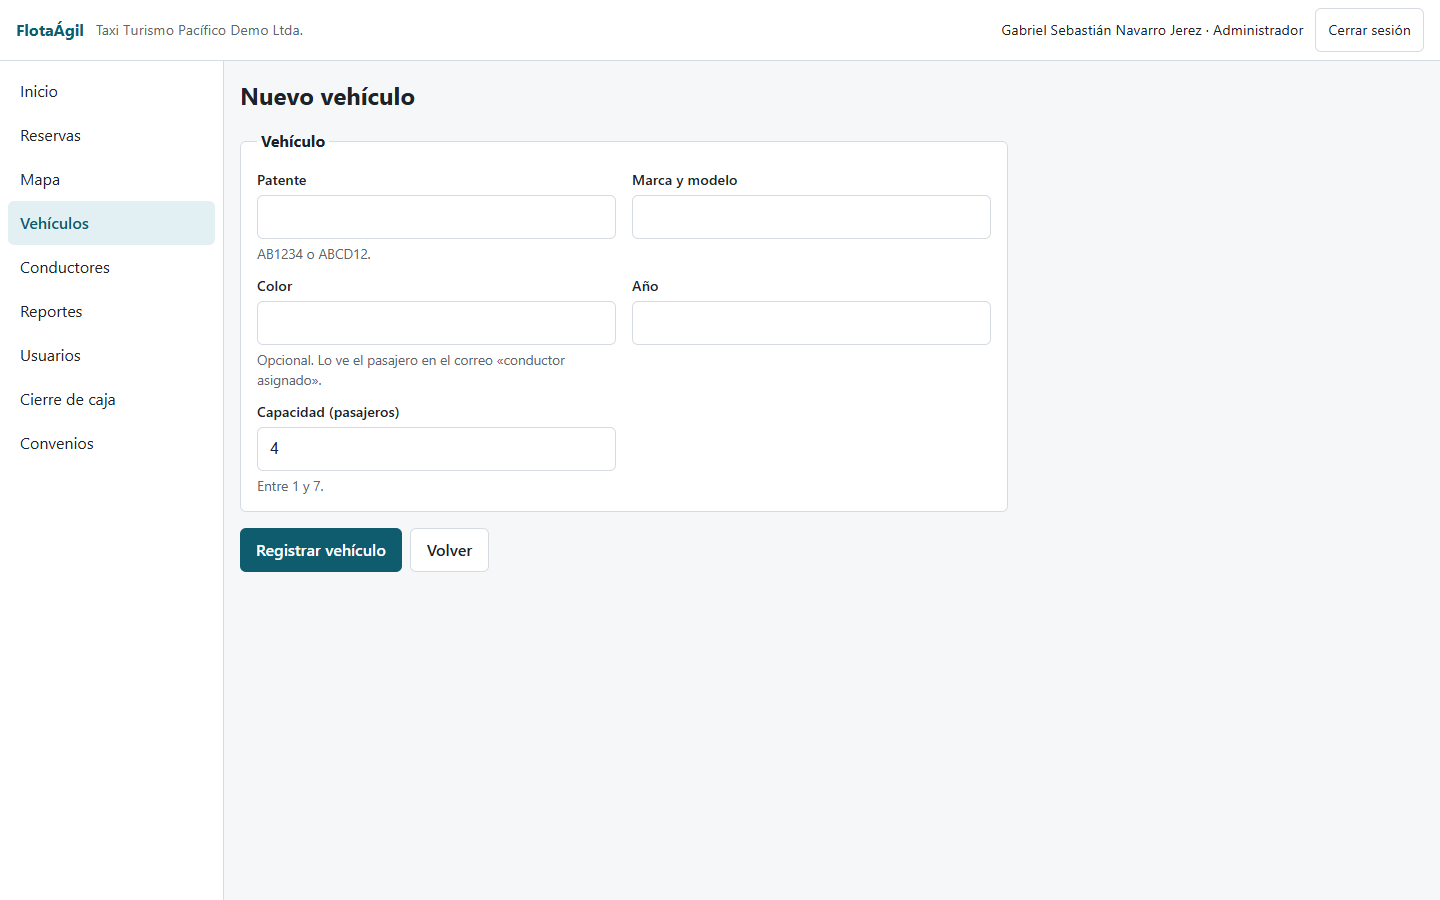 FlotaÁgil Taxi Turismo Pacífico Demo Ltda.
Gabriel Sebastián Navarro Jerez · Administrador
Cerrar sesión
Inicio
Reservas
Mapa
Vehículos
Conductores
Reportes
Usuarios
Cierre de caja
Convenios
Nuevo vehículo
Vehículo
Patente
AB1234 o ABCD12.
Marca y modelo
Color
Opcional. Lo ve el pasajero en el correo «conductor
asignado».
Año
Capacidad (pasajeros)
4
Entre 1 y 7.
Registrar vehículo
Volver